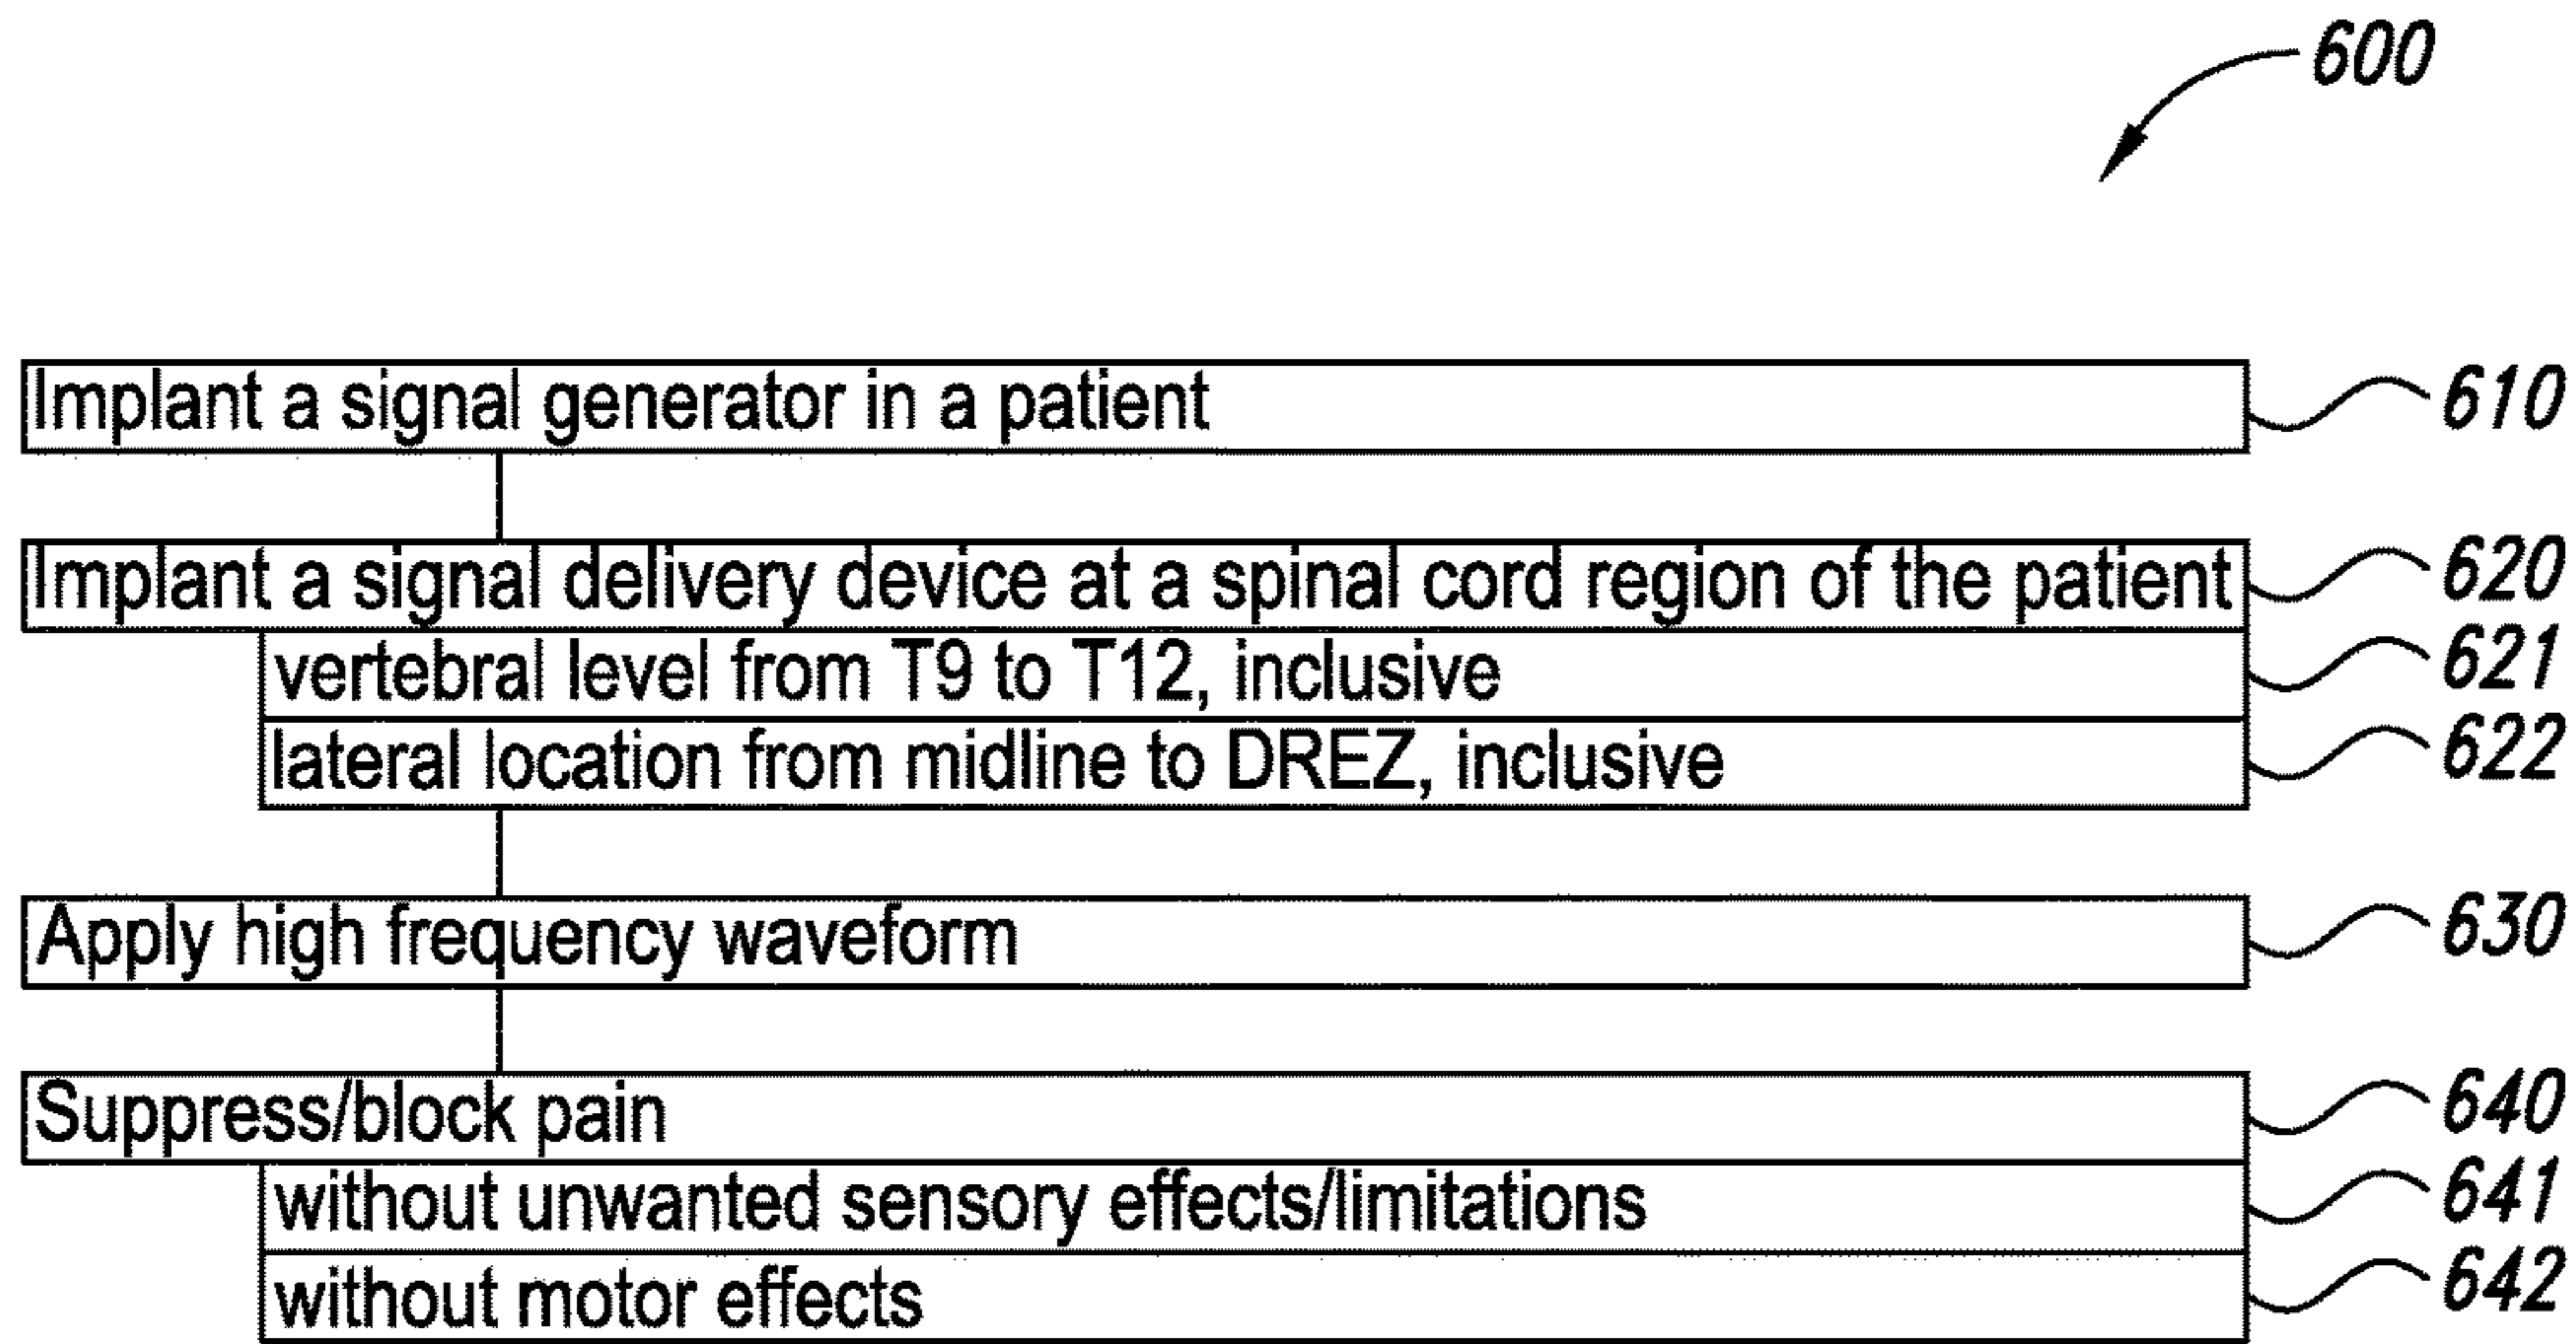 600
Implant a signal generator in a patient 610
Implant a signal delivery device at a spinal cord region of the patient 620
vertebral level from T9 to T12, inclusive 621
lateral location from midline to DREZ, inclusive 622
Apply high frequency waveform 630
Suppress/block pain 640
without unwanted sensory effects/limitations 641
without motor effects 642